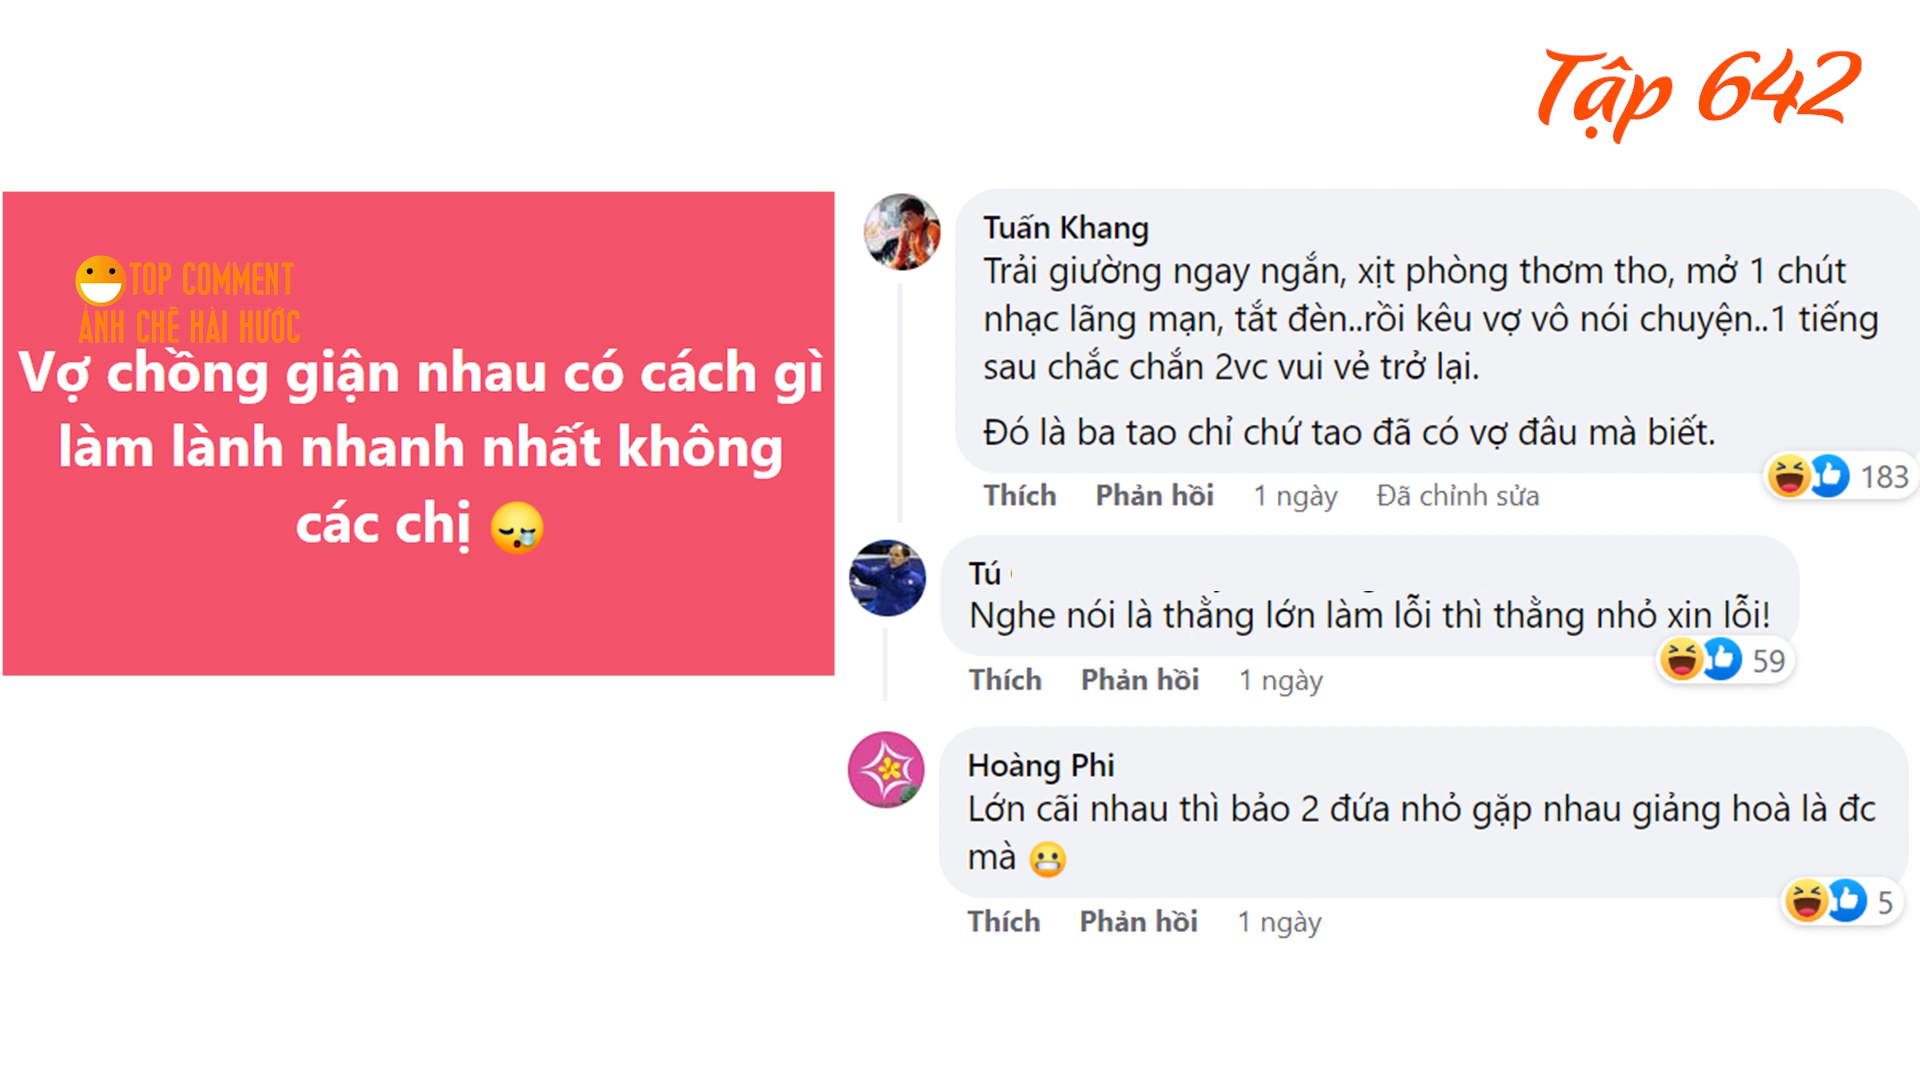 Tập 642
TOP COMMENT
ẢNH CHẾ HÀI HƯỚC
Vợ chồng giận nhau có cách gì
làm lành nhanh nhất không
các chị
Tuấn Khang
Trải giường ngay ngắn, xịt phòng thơm tho, mở 1 chút
nhạc lãng mạn, tắt đèn..rồi kêu vợ vô nói chuyện..1 tiếng
sau chắc chắn 2vc vui vẻ trở lại.
Đó là ba tao chỉ chứ tao đã có vợ đâu mà biết.
183
Thích Phản hồi 1 ngày Đã chỉnh sửa
Tú
Nghe nói là thằng lớn làm lỗi thì thằng nhỏ xin lỗi!
59
Thích Phản hồi 1 ngày
Hoàng Phi
Lớn cãi nhau thì bảo 2 đứa nhỏ gặp nhau giảng hoà là đc
mà
5
Thích Phản hồi 1 ngày